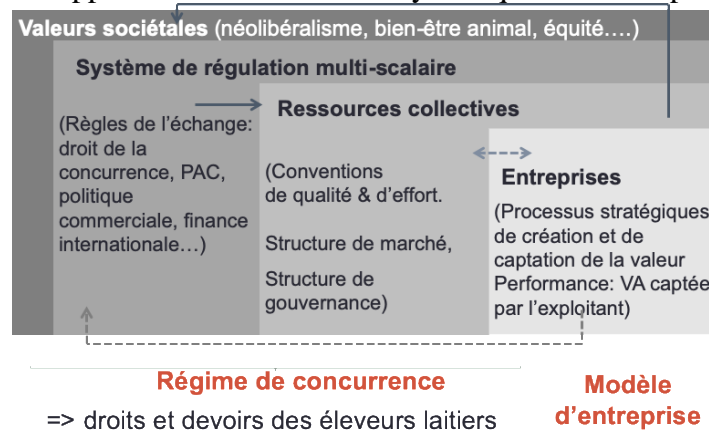 Valeurs sociétales (néolibéralisme, bien-être animal, équité….)
Système de régulation multi-scalaire
(Règles de l’échange:
droit de la
concurrence, PAC,
politique
commerciale, finance
internationale…)
Ressources collectives
(Conventions
de qualité & d’effort.
Structure de marché,
Structure de
gouvernance)
Entreprises
(Processus stratégiques
de création et de
captation de la valeur
Performance: VA captée
par l’exploitant)
Régime de concurrence
=> droits et devoirs des éleveurs laitiers
Modèle
d’entreprise